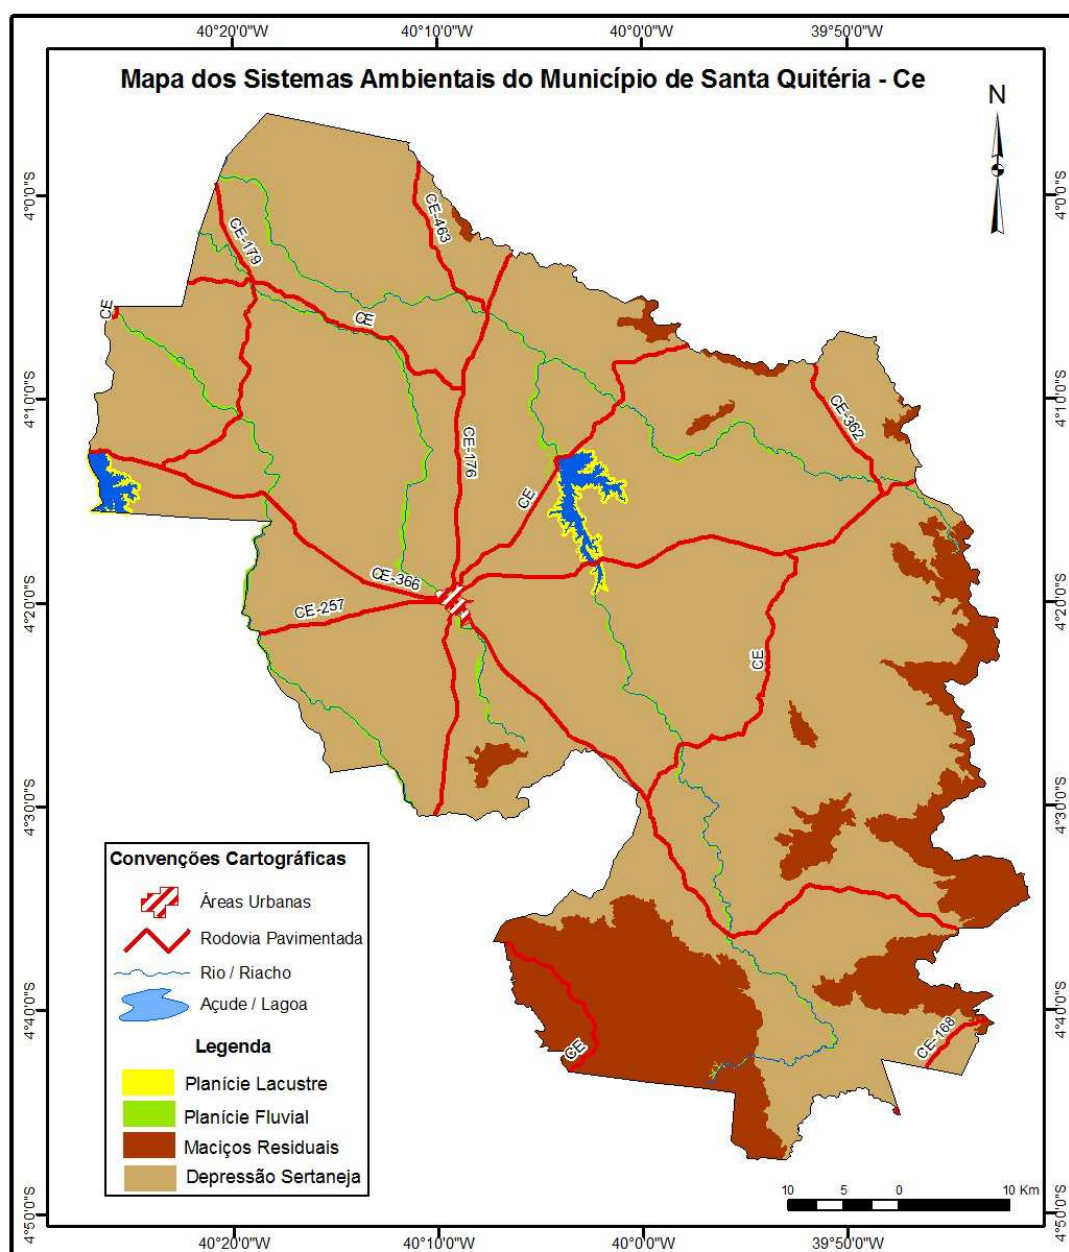 40°20'0"W 40°10'0"W 40°0'0"W 39°50'0"W
Mapa dos Sistemas Ambientais do Município de Santa Quitéria - Ce
N
4°0'0"S 4°0'0"S
CE-463
CE-179
CE
CE
4°10'0"S 4°10'0"S
CE-362
CE-176
CE
CE-366
CE-257
4°20'0"S 4°20'0"S
CE
4°30'0"S 4°30'0"S
Convenções Cartográficas
Áreas Urbanas
Rodovia Pavimentada
Rio / Riacho
Açude / Lagoa
4°40'0"S 4°40'0"S
CE
CE-168
Legenda
Planície Lacustre
Planície Fluvial
Maciços Residuais
Depressão Sertaneja
10 5 0 10 Km
4°50'0"S 4°50'0"S
40°20'0"W 40°10'0"W 40°0'0"W 39°50'0"W